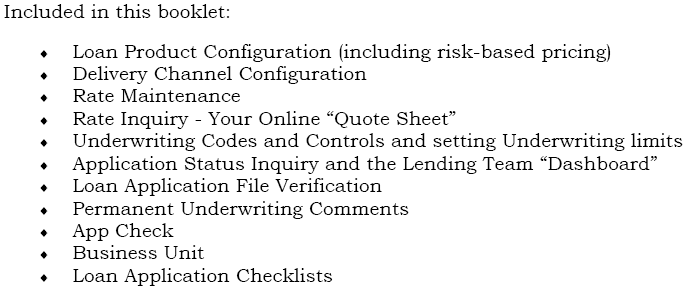 Included in this booklet:
⬧ Loan Product Configuration (including risk-based pricing)
⬧ Delivery Channel Configuration
⬧ Rate Maintenance
⬧ Rate Inquiry - Your Online “Quote Sheet”
⬧ Underwriting Codes and Controls and setting Underwriting limits
⬧ Application Status Inquiry and the Lending Team “Dashboard”
⬧ Loan Application File Verification
⬧ Permanent Underwriting Comments
⬧ App Check
⬧ Business Unit
⬧ Loan Application Checklists